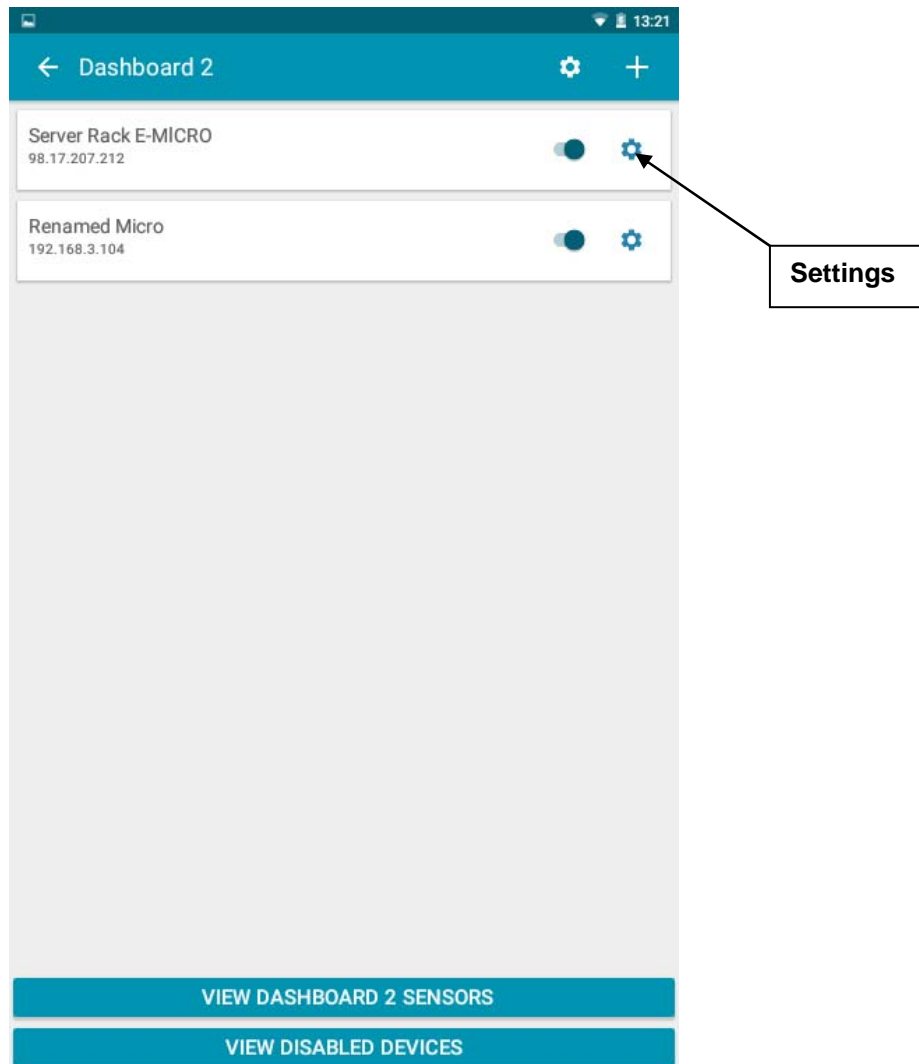 13:21
Dashboard 2
Server Rack E-MlCRO
98.17.207.212
Settings
Renamed Micro
192.168.3.104
VIEW DASHBOARD 2 SENSORS
VIEW DISABLED DEVICES